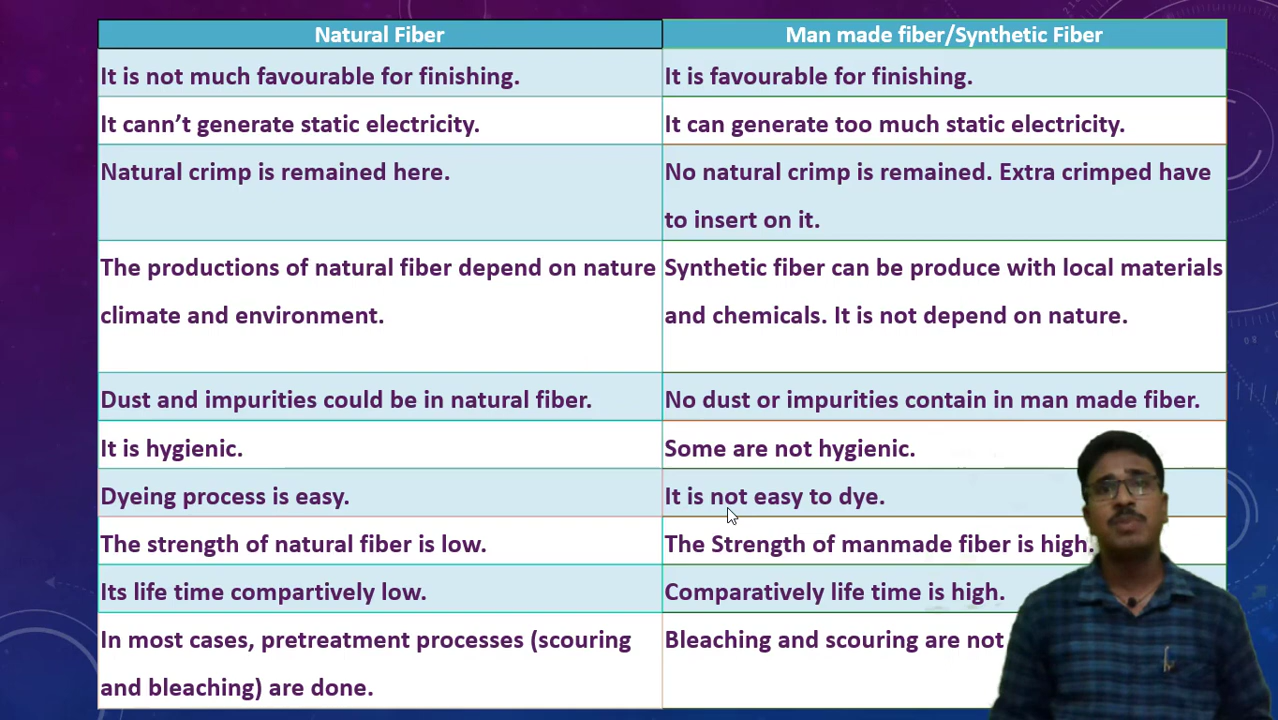 Natural Fiber
Man made fiber/Synthetic Fiber
It is not much favourable for finishing.
It is favourable for finishing.
It cann’t generate static electricity.
It can generate too much static electricity.
Natural crimp is remained here.
No natural crimp is remained. Extra crimped have
to insert on it.
The productions of natural fiber depend on nature
climate and environment.
Synthetic fiber can be produce with local materials
and chemicals. It is not depend on nature.
Dust and impurities could be in natural fiber.
No dust or impurities contain in man made fiber.
It is hygienic.
Some are not hygienic.
Dyeing process is easy.
It is not easy to dye.
The strength of natural fiber is low.
The Strength of manmade fiber is high.
Its life time compartively low.
Comparatively life time is high.
In most cases, pretreatment processes (scouring
and bleaching) are done.
Bleaching and scouring are not